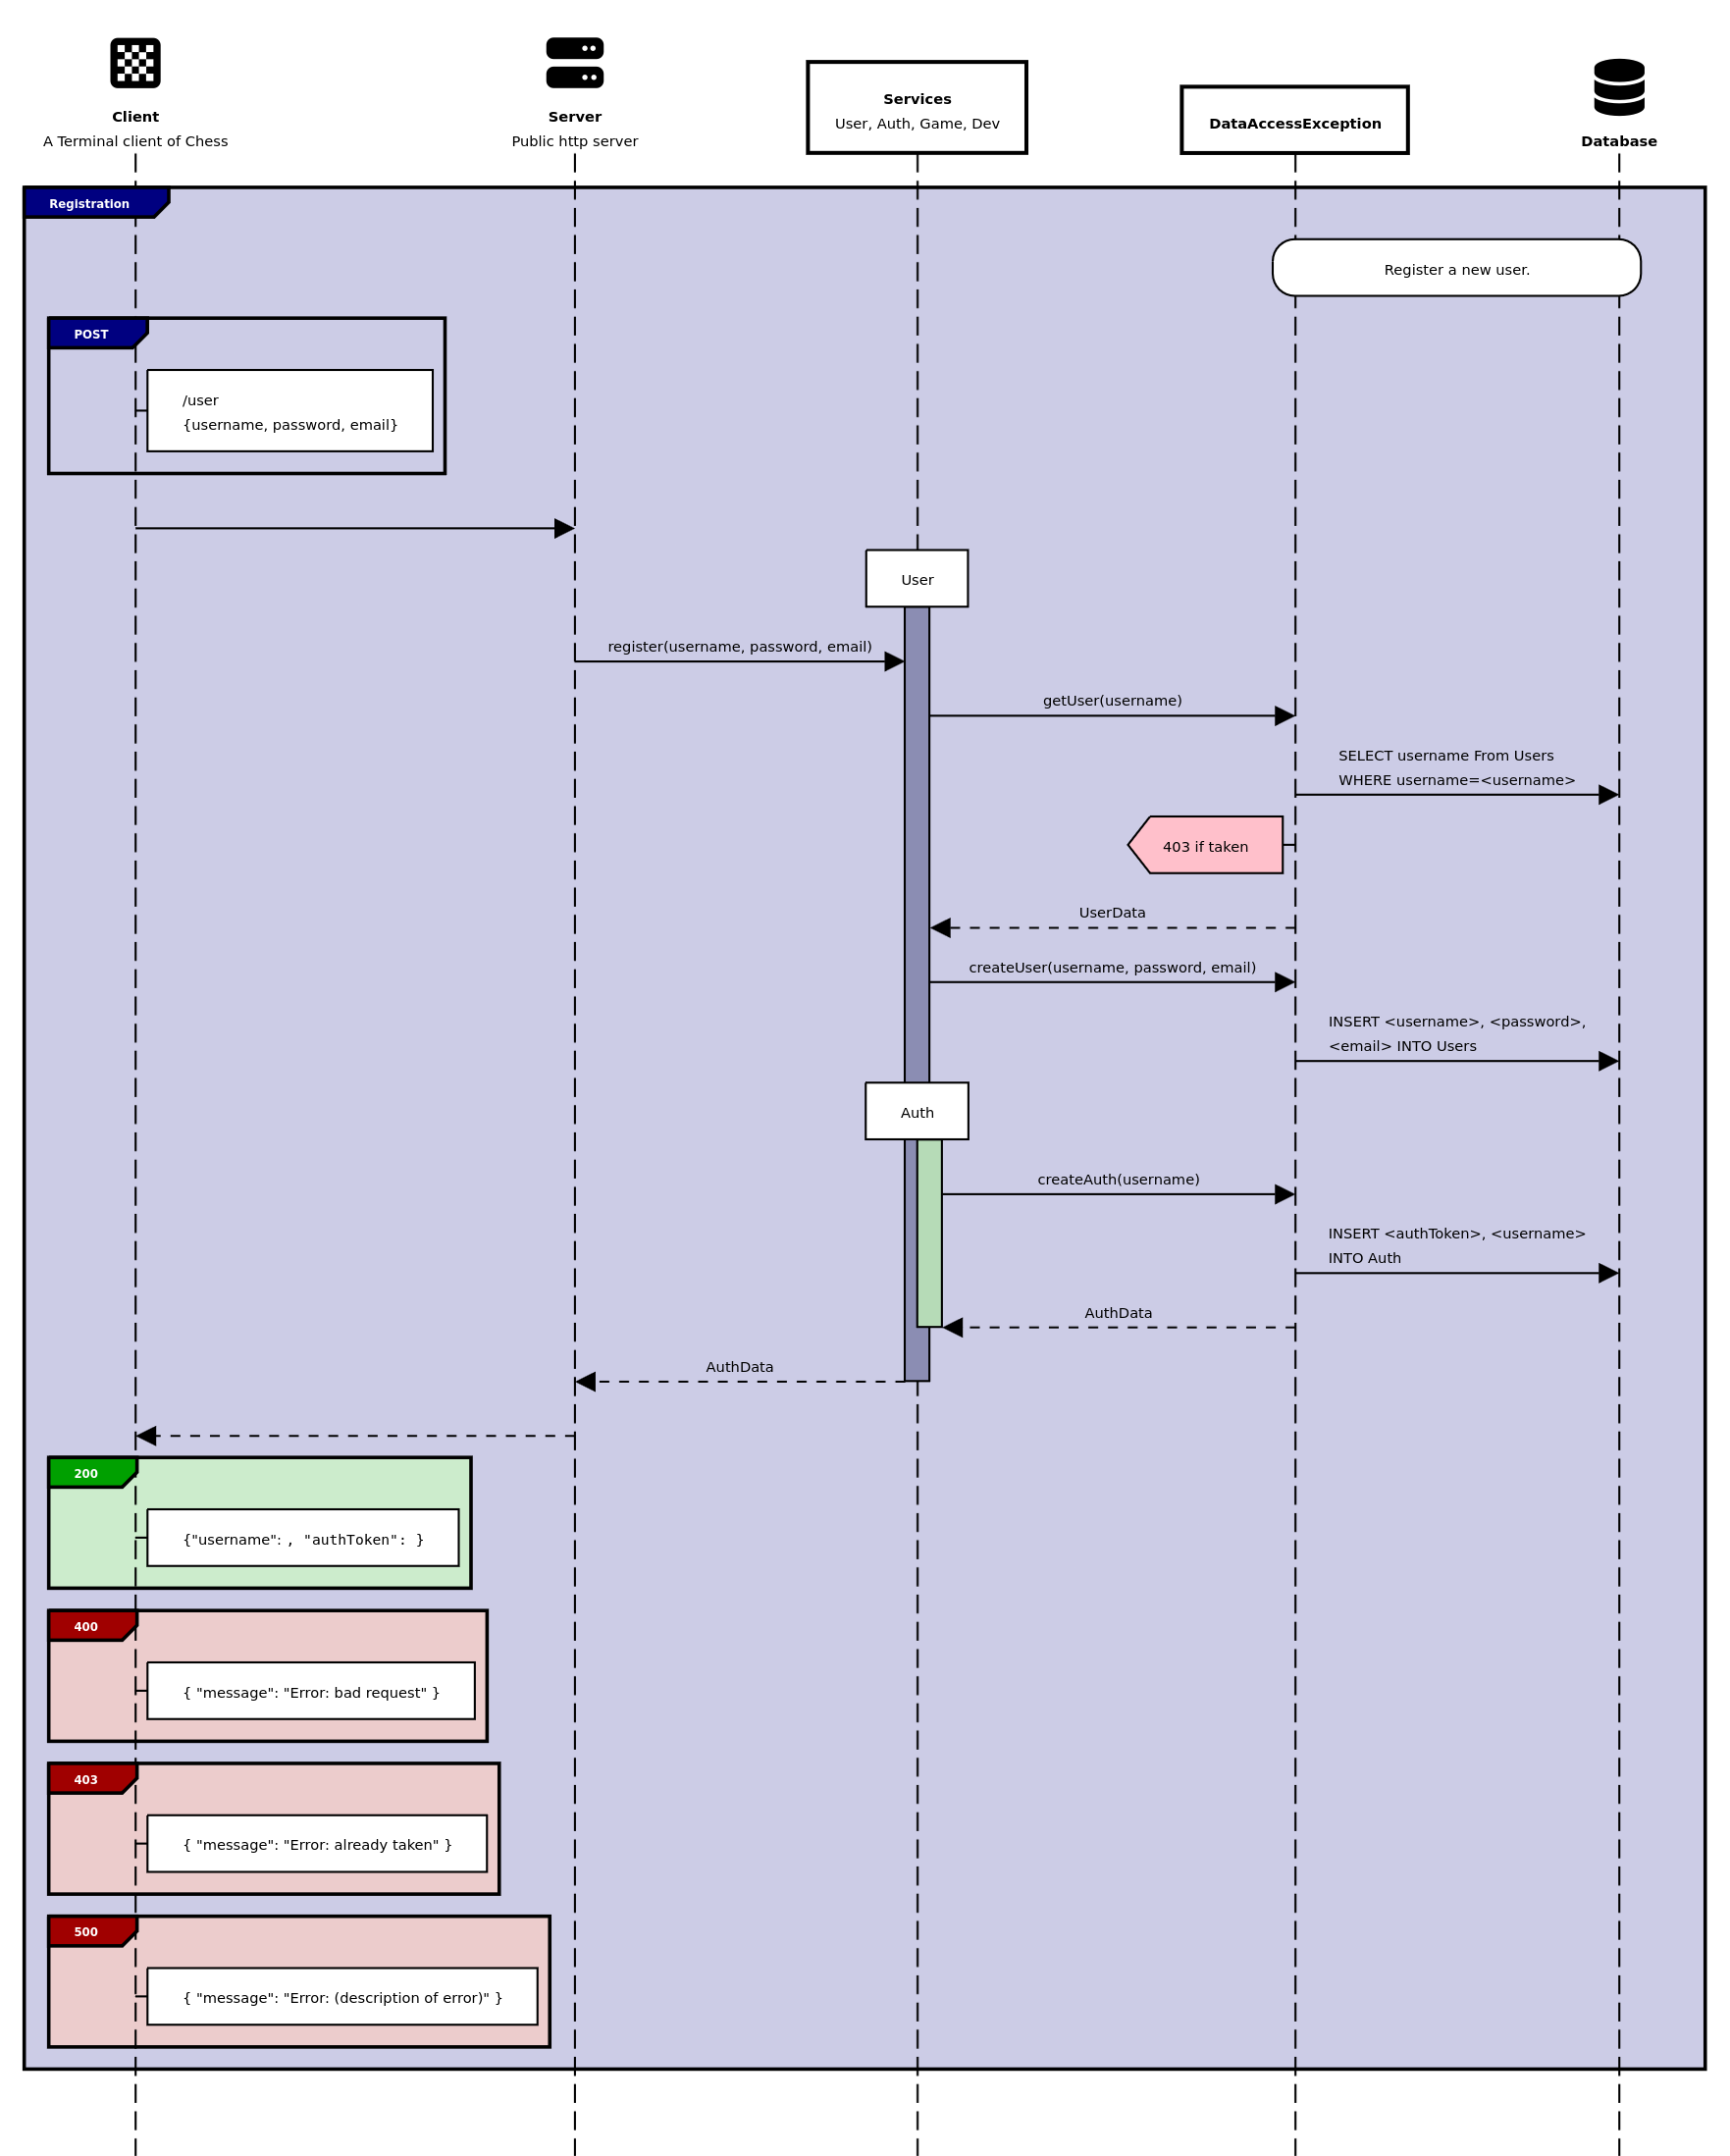 Client
A Terminal client of Chess
Server
Public http server
Services
User, Auth, Game, Dev
DataAccessException
Database
Registration
Register a new user.
POST
/user
{username, password, email}
User
register(username, password, email)
getUser(username)
SELECT username From Users
WHERE username=<username>
403 if taken
UserData
createUser(username, password, email)
INSERT <username>, <password>,
<email> INTO Users
Auth
createAuth(username)
INSERT <authToken>, <username>
INTO Auth
AuthData
AuthData
200
{"username": , "authToken": }
400
{ "message": "Error: bad request" }
403
{ "message": "Error: already taken" }
500
{ "message": "Error: (description of error)" }